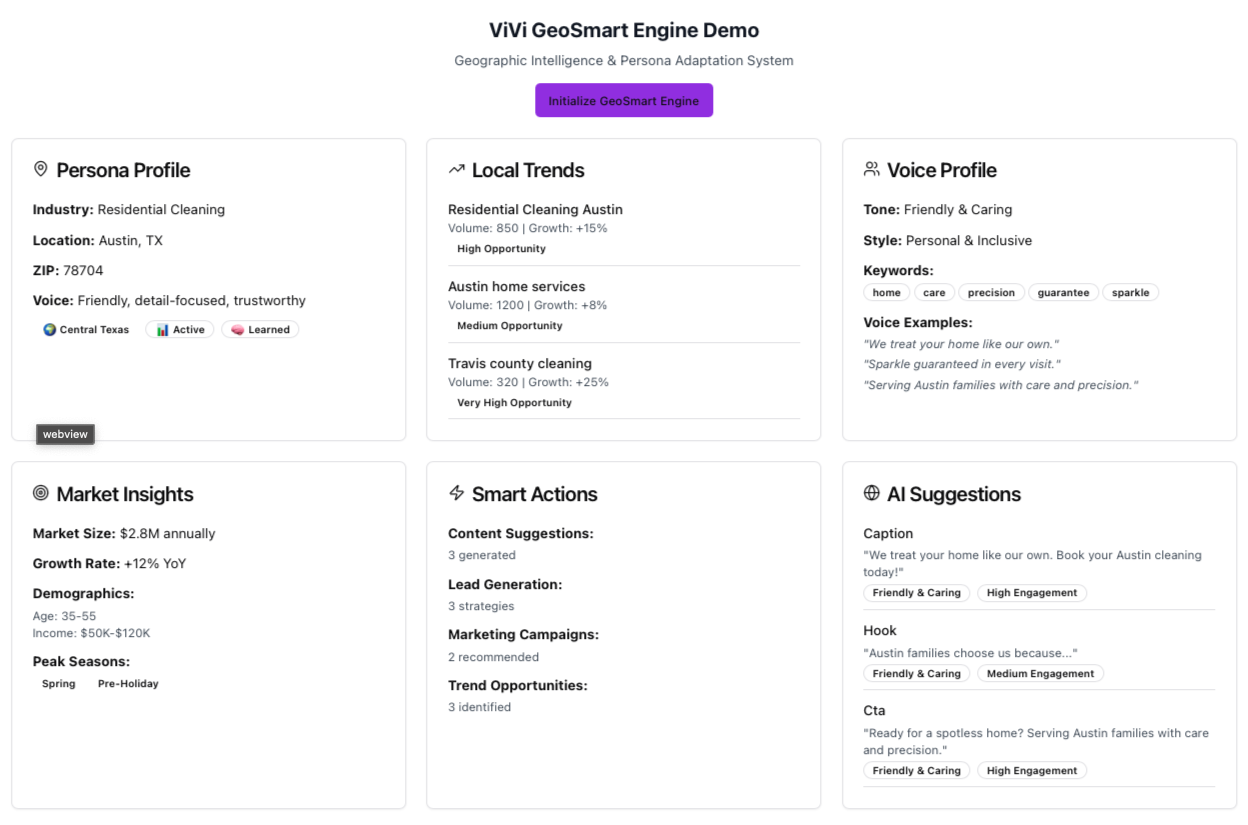 ViVi GeoSmart Engine Demo
Geographic Intelligence & Persona Adaptation System
Initialize GeoSmart Engine
Persona Profile
Industry: Residential Cleaning
Location: Austin, TX
ZIP: 78704
Voice: Friendly, detail-focused, trustworthy
Central Texas Active Learned
webview
Local Trends
Residential Cleaning Austin
Volume: 850 | Growth: +15%
High Opportunity
Austin home services
Volume: 1200 | Growth: +8%
Medium Opportunity
Travis county cleaning
Volume: 320 | Growth: +25%
Very High Opportunity
Voice Profile
Tone: Friendly & Caring
Style: Personal & Inclusive
Keywords:
home care precision guarantee sparkle
Voice Examples:
"We treat your home like our own."
"Sparkle guaranteed in every visit."
"Serving Austin families with care and precision."
Market Insights
Market Size: $2.8M annually
Growth Rate: +12% YoY
Demographics:
Age: 35-55
Income: $50K-$120K
Peak Seasons:
Spring Pre-Holiday
Smart Actions
Content Suggestions:
3 generated
Lead Generation:
3 strategies
Marketing Campaigns:
2 recommended
Trend Opportunities:
3 identified
AI Suggestions
Caption
"We treat your home like our own. Book your Austin cleaning
today!"
Friendly & Caring High Engagement
Hook
"Austin families choose us because..."
Friendly & Caring Medium Engagement
Cta
"Ready for a spotless home? Serving Austin families with care
and precision."
Friendly & Caring High Engagement